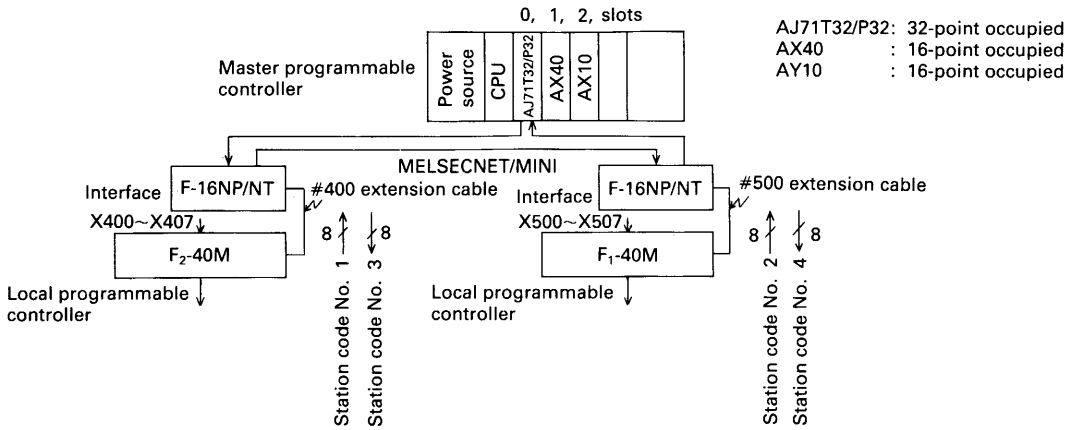 0, 1, 2, slots
AJ71T32/P32: 32-point occupied
AX40 : 16-point occupied
AY10 : 16-point occupied
Master programmable
controller
Power
source
CPU
AJ71T32/P32
AX40
AX10
MELSECNET/MINI
Interface
F-16NP/NT
#400 extension cable
X400~X407
8
8
F₂-40M
Local programmable
controller
Station code No. 1
Station code No. 3
Interface
F-16NP/NT
#500 extension cable
X500~X507
8
8
F₁-40M
Local programmable
controller
Station code No. 2
Station code No. 4